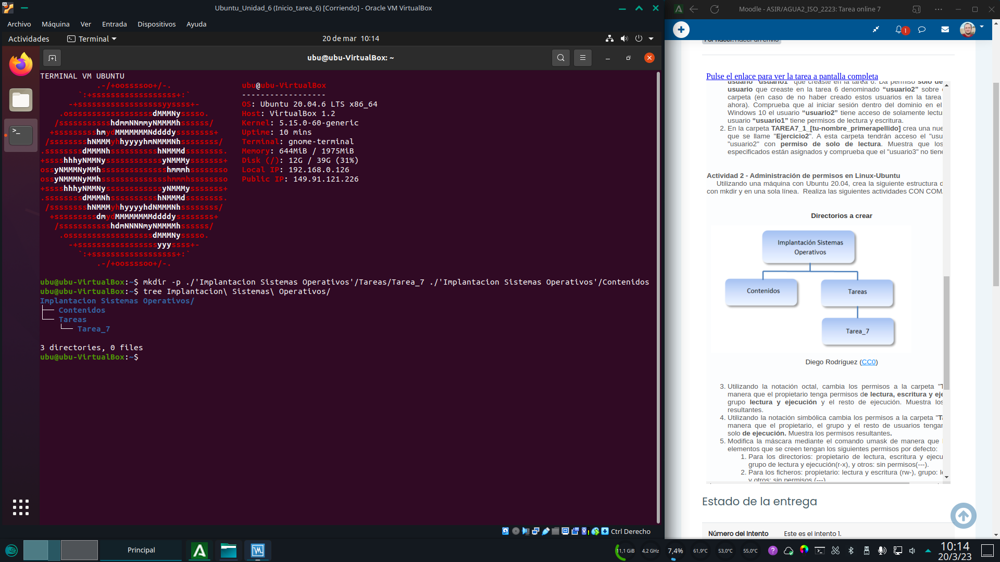 Ubuntu_Unidad_6 (Inicio_tarea_6) [Corriendo] - Oracle VM VirtualBox
Archivo Máquina Ver Entrada Dispositivos Ayuda
Actividades Terminal 20 de mar 10:14
ubu@ubu-VirtualBox: ~
TERMINAL VM UBUNTU
.-/+oossssoo+/-.
`:+ssssssssssssssssss+:`
-+ssssssssssssssssssyyssss+-
.ossssssssssssssssssdMMMNysssso.
/ssssssssssshdmmNNmmyNMMMMhssssss/
+ssssssssshmydMMMMMMMNddddyssssssss+
/sssssssshNMMMyhhyyyyhmNMMMNhssssssss/
.ssssssssdMMMNhsssssssssshNMMMdssssssss.
+sssshhhyNMMNyssssssssssssyNMMMysssssss+
ossyNMMMNyMMhsssssssssssssshmmmhssssssso
ossyNMMMNyMMhsssssssssssssshmmmhssssssso
+sssshhhyNMMNyssssssssssssyNMMMysssssss+
.ssssssssdMMMNhsssssssssshNMMMdssssssss.
/sssssssshNMMMyhhyyyyhdNMMMNhssssssss/
+sssssssssdmydMMMMMMMMddddyssssssss+
/ssssssssssshdmNNNNmyNMMMMhssssss/
.ossssssssssssssssssdMMMNysssso.
-+sssssssssssssssssyyyssss+-
`:+ssssssssssssssssss+:`
.-/+oossssoo+/-.
ubu@ubu-VirtualBox
------------------
OS: Ubuntu 20.04.6 LTS x86_64
Host: VirtualBox 1.2
Kernel: 5.15.0-60-generic
Uptime: 10 mins
Terminal: gnome-terminal
Memory: 644MiB / 1975MiB
Disk (/): 12G / 39G (31%)
Local IP: 192.168.0.126
Public IP: 149.91.121.226
ubu@ubu-VirtualBox:~$ mkdir -p ./'Implantacion Sistemas Operativos'/Tareas/Tarea_7 ./'Implantacion Sistemas Operativos'/Contenidos
ubu@ubu-VirtualBox:~$ tree Implantacion\ Sistemas\ Operativos/
Implantacion Sistemas Operativos/
├── Contenidos
└── Tareas
    └── Tarea_7
3 directories, 0 files
ubu@ubu-VirtualBox:~$
Ctrl Derecho
Moodle - ASIR/AGUA2_ISO_2223: Tarea online 7
1
Por hacer: Hacer un envío
Pulse el enlace para ver la tarea a pantalla completa
usuario "usuario1" que creaste en la tarea 6. Da permiso solo de
usuario que creaste en la tarea 6 denominado “usuario2” sobre
carpeta (en caso de no haber creado estos usuarios en la tarea
ahora). Comprueba que al iniciar sesión dentro del dominio en el
Windows 10 el usuario “usuario2” tiene acceso de solamente lectu
usuario “usuario1” tiene permisos de lectura y escritura.
2. En la carpeta TAREA7_1_[tu-nombre_primerapellido] crea una nue
que se llame "Ejercicio2". A esta carpeta tendrán acceso el "usu
"usuario2" con permiso de solo de lectura. Muestra que los
especificados están asignados y comprueba que el "usuario3" no tiene
Actividad 2 - Administración de permisos en Linux-Ubuntu
Utilizando una máquina con Ubuntu 20.04, crea la siguiente estructura d
con mkdir y en una sola línea. Realiza las siguientes actividades CON COMA
Directorios a crear
Implantación Sistemas
Operativos
Contenidos
Tareas
Tarea_7
Diego Rodríguez (CC0)
3. Utilizando la notación octal, cambia los permisos a la carpeta "T
manera que el propietario tenga permisos de lectura, escritura y eje
grupo lectura y ejecución y el resto de ejecución. Muestra los
resultantes.
4. Utilizando la notación simbólica cambia los permisos a la carpeta "Ta
manera que el propietario, el grupo y el resto de usuarios tengan
solo de ejecución. Muestra los permisos resultantes.
5. Modifica la máscara mediante el comando umask de manera que
elementos que se creen tengan los siguientes permisos por defecto:
1. Para los directorios: propietario de lectura, escritura y ejecu
grupo de lectura y ejecución(r-x), y otros: sin permisos(---).
2. Para los ficheros: propietario: lectura y escritura (rw-), grupo: le
y otros: sin permisos (---)
Estado de la entrega
Número del Intento Este es el intento 1.
Principal
11,1 GiB 4,2 GHz 7,4% 61,9°C 53,0°C 55,0°C
10:14
20/3/23